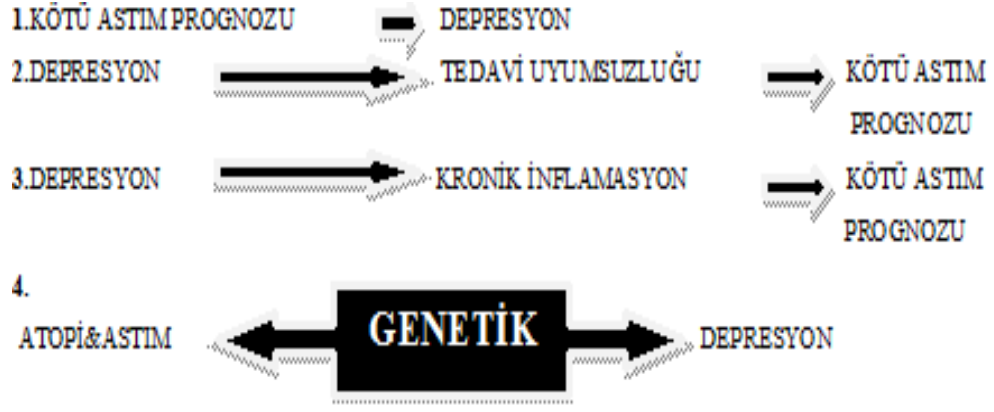 1.KÖTÜ ASTIM PROGNOZU DEPRESYON
2.DEPRESYON TEDAVİ UYUMSUZLUĞU KÖTÜ ASTIM
PROGNOZU
3.DEPRESYON KRONİK İNFLAMASYON KÖTÜ ASTIM
PROGNOZU
4.
ATOPİ&ASTIM GENETİK DEPRESYON